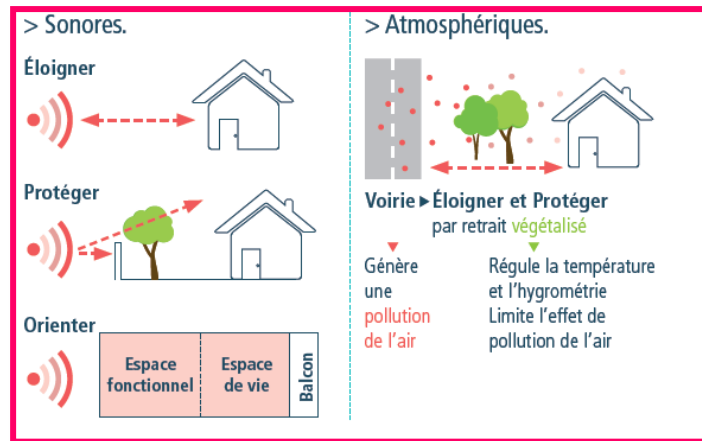 > Sonores.
Éloigner
Protéger
Orienter
Espace
fonctionnel
Espace
de vie
Balcon
> Atmosphériques.
Voirie ▸ Éloigner et Protéger
par retrait végétalisé
Génère
une
pollution
de l'air
Régule la température
et l'hygrométrie
Limite l'effet de
pollution de l'air